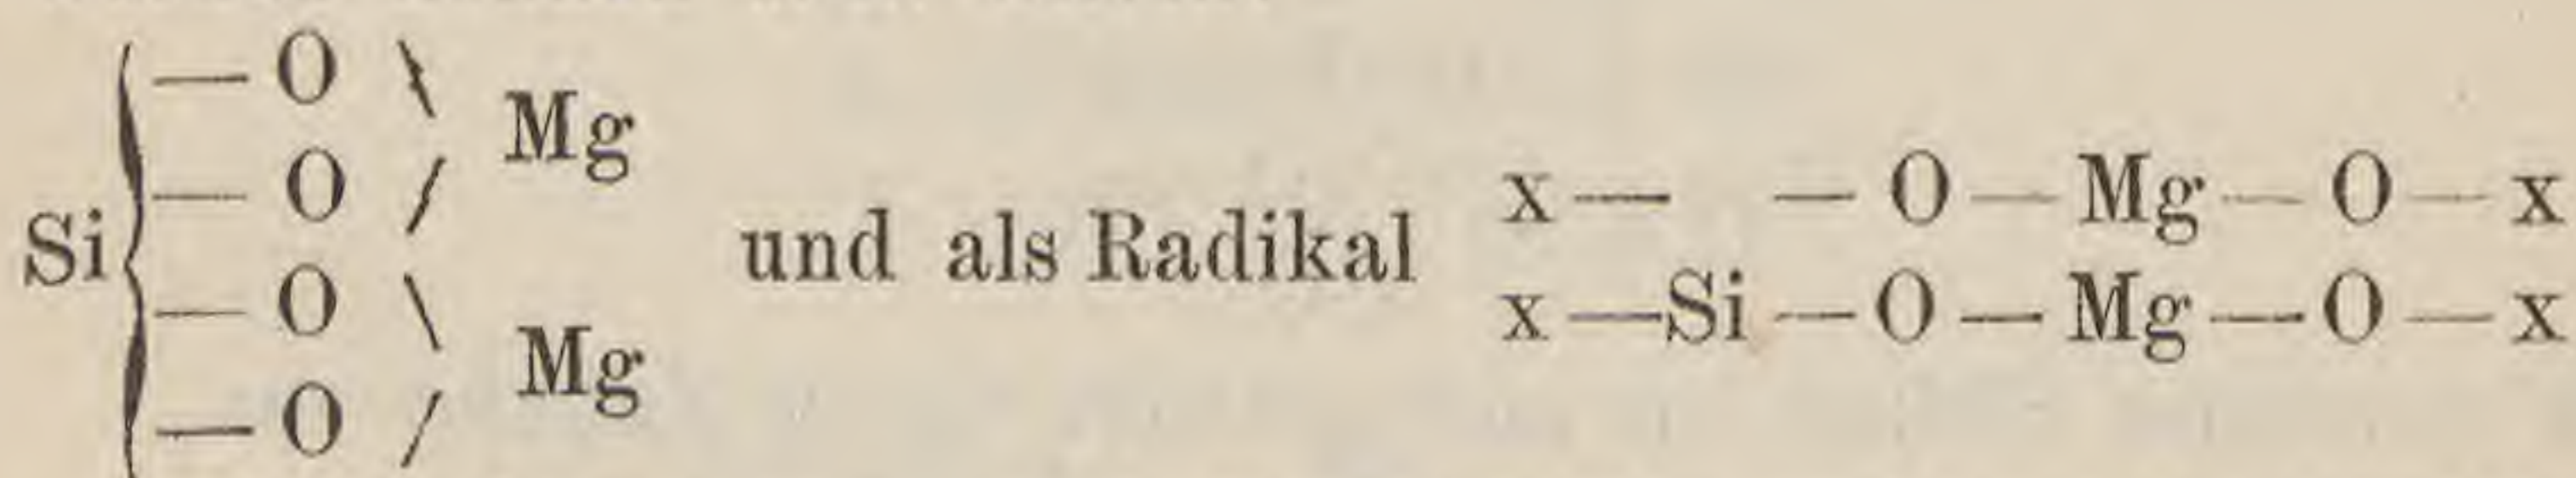 — O \
Mg
— O /
x — — O — Mg — O — x
Si { und als Radikal
— O \
x — Si — O — Mg — O — x
Mg
— O /